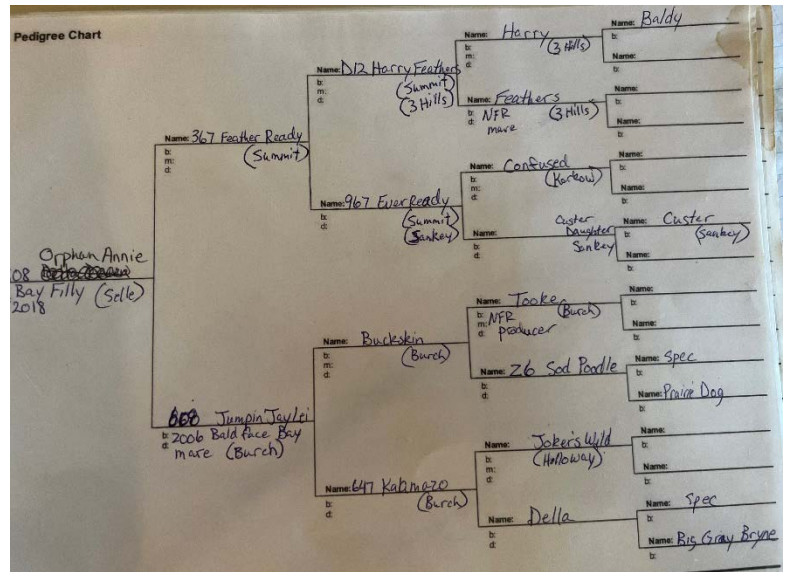 Pedigree Chart
Name: Baldy
b:
Name: Harry
(3 Hills)
b:
m:
d:
Name:
b:
Name: D12 Harry Feathers
(Summit)
(3 Hills)
b:
m:
d:
Name:
b:
Name: Feathers
(3 Hills)
b: NFR
d: mare
Name:
b:
Name: 367 Feather Ready
(Summit)
b:
m:
d:
Name:
b:
Name: Confused
(Korkow)
b:
m:
d:
Name:
b:
Name: 967 Ever Ready
(Summit)
(Sankey)
b:
d:
Name: Custer
(Sankey)
b:
Custer
Daughter
Sankey
Name:
b:
d:
Name:
b:
Orphan Annie
08
Bay Filly (Selle)
2018
Name:
b:
Name: Tooke
(Burch)
b: NFR
m: producer
d:
Name:
b:
Name: Buckskin
(Burch)
b:
m:
d:
Name: Spec
b:
Name: Z6 Sod Poodle
b:
d:
Name: Prairie Dog
b:
Jumpin Jay Lei
b: 2006 Bald face Bay
d: mare (Burch)
Name:
b:
Name: Joker's Wild
(Holloway)
b:
m:
d:
Name:
b:
Name: 647 Kalamazo
(Burch)
b:
d:
Name: Spec
b:
Name: Della
b:
d:
Name: Big Gray Bryne
b: